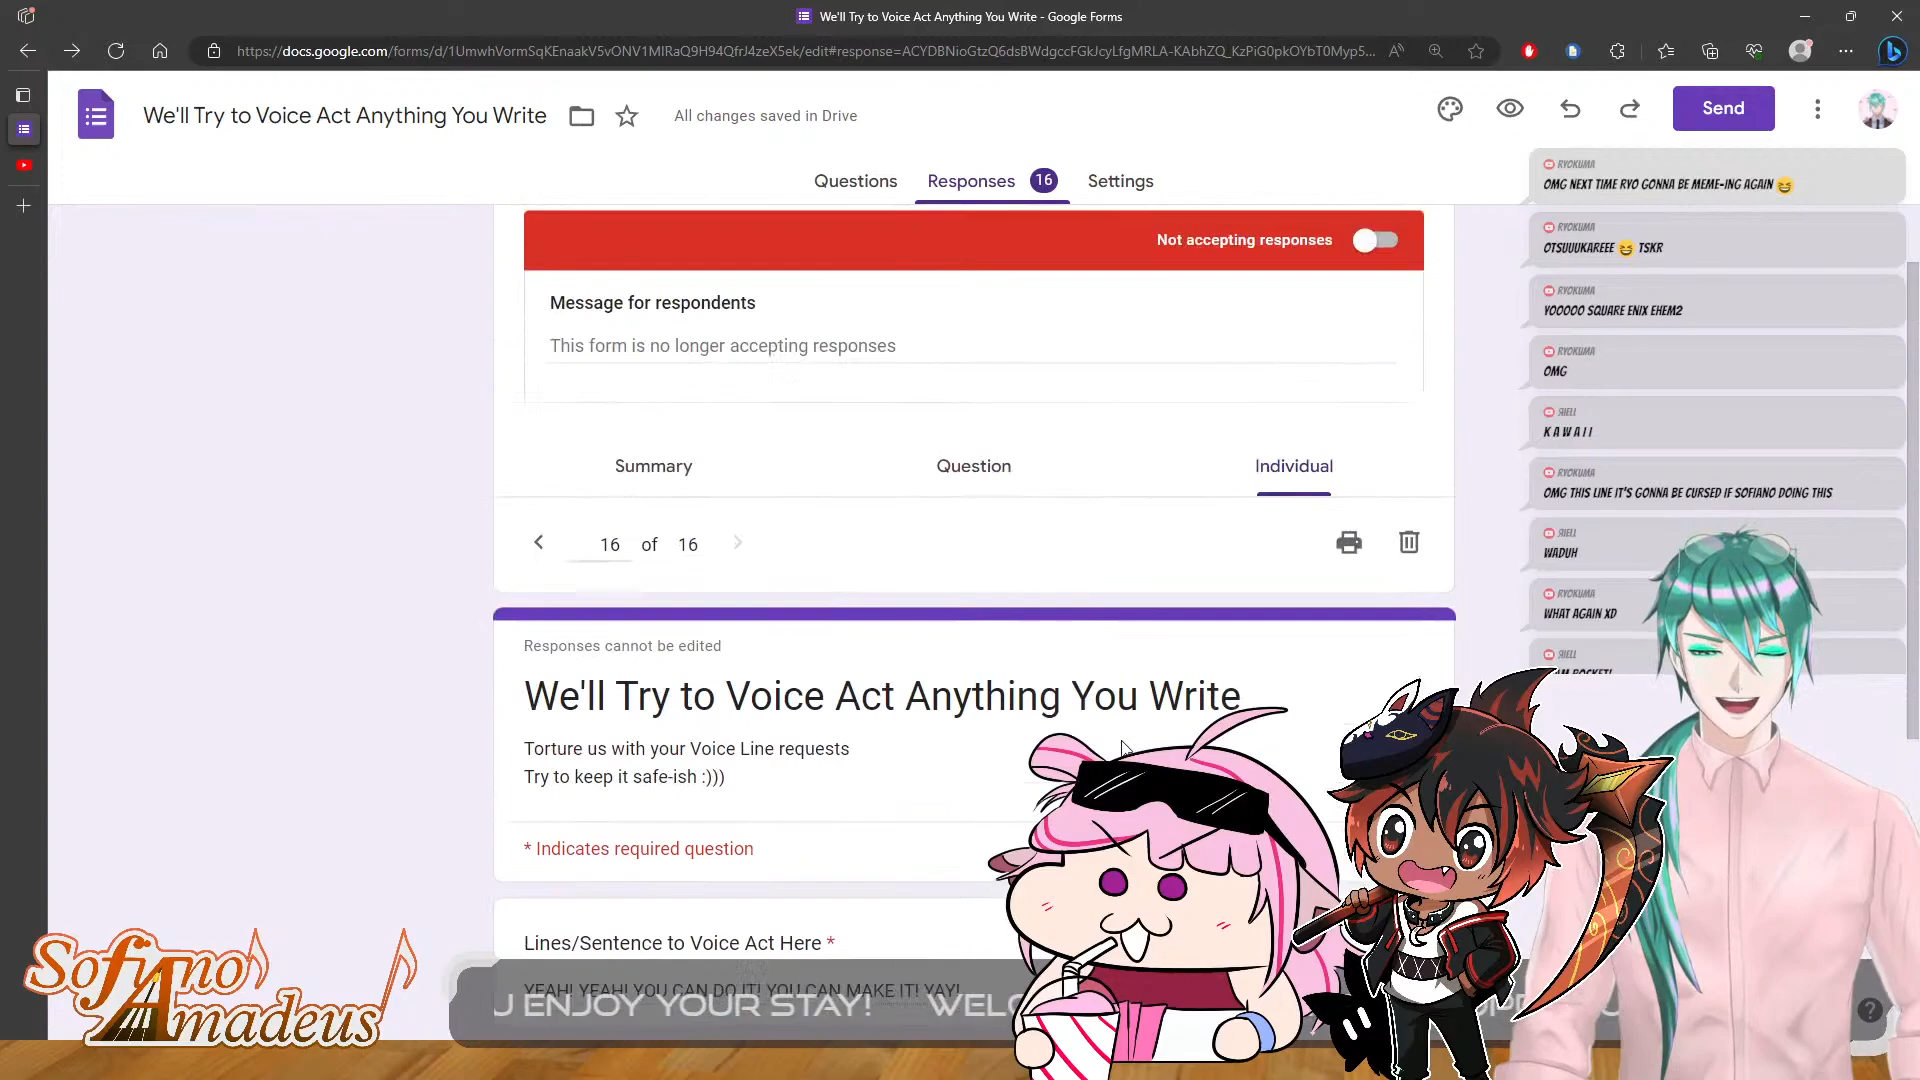 We'll Try to Voice Act Anything You Write - Google Forms
https://docs.google.com/forms/d/1UmwhVormSqKEnaakV5vONV1MIRaQ9H94QfrJ4zeX5ek/edit#response=ACYDBNioGtzQ6dsBWdgccFGkJcyLfgMRLA-KAbhZQ_KzPiG0pkOYbT0Myp5...
We'll Try to Voice Act Anything You Write
All changes saved in Drive
Send
Questions
Responses 16
Settings
RYOKUMA
OMG NEXT TIME RYO GONNA BE MEME-ING AGAIN 😆
RYOKUMA
OTSUUUKAREEE 😆 TSKR
RYOKUMA
YOOOOO SQUARE ENIX EHEM2
RYOKUMA
OMG
ЯIELL
K A W A I I
RYOKUMA
OMG THIS LINE IT'S GONNA BE CURSED IF SOFIANO DOING THIS
ЯIELL
WADUH
RYOKUMA
WHAT AGAIN XD
ЯIELL
Not accepting responses
Message for respondents
This form is no longer accepting responses
Summary
Question
Individual
16 of 16
Responses cannot be edited
We'll Try to Voice Act Anything You Write
Torture us with your Voice Line requests
Try to keep it safe-ish :)))
* Indicates required question
Lines/Sentence to Voice Act Here *
YEAH! YEAH! YOU CAN DO IT! YOU CAN MAKE IT! YAY!
U ENJOY YOUR STAY! WELC
Sofiano
Amadeus